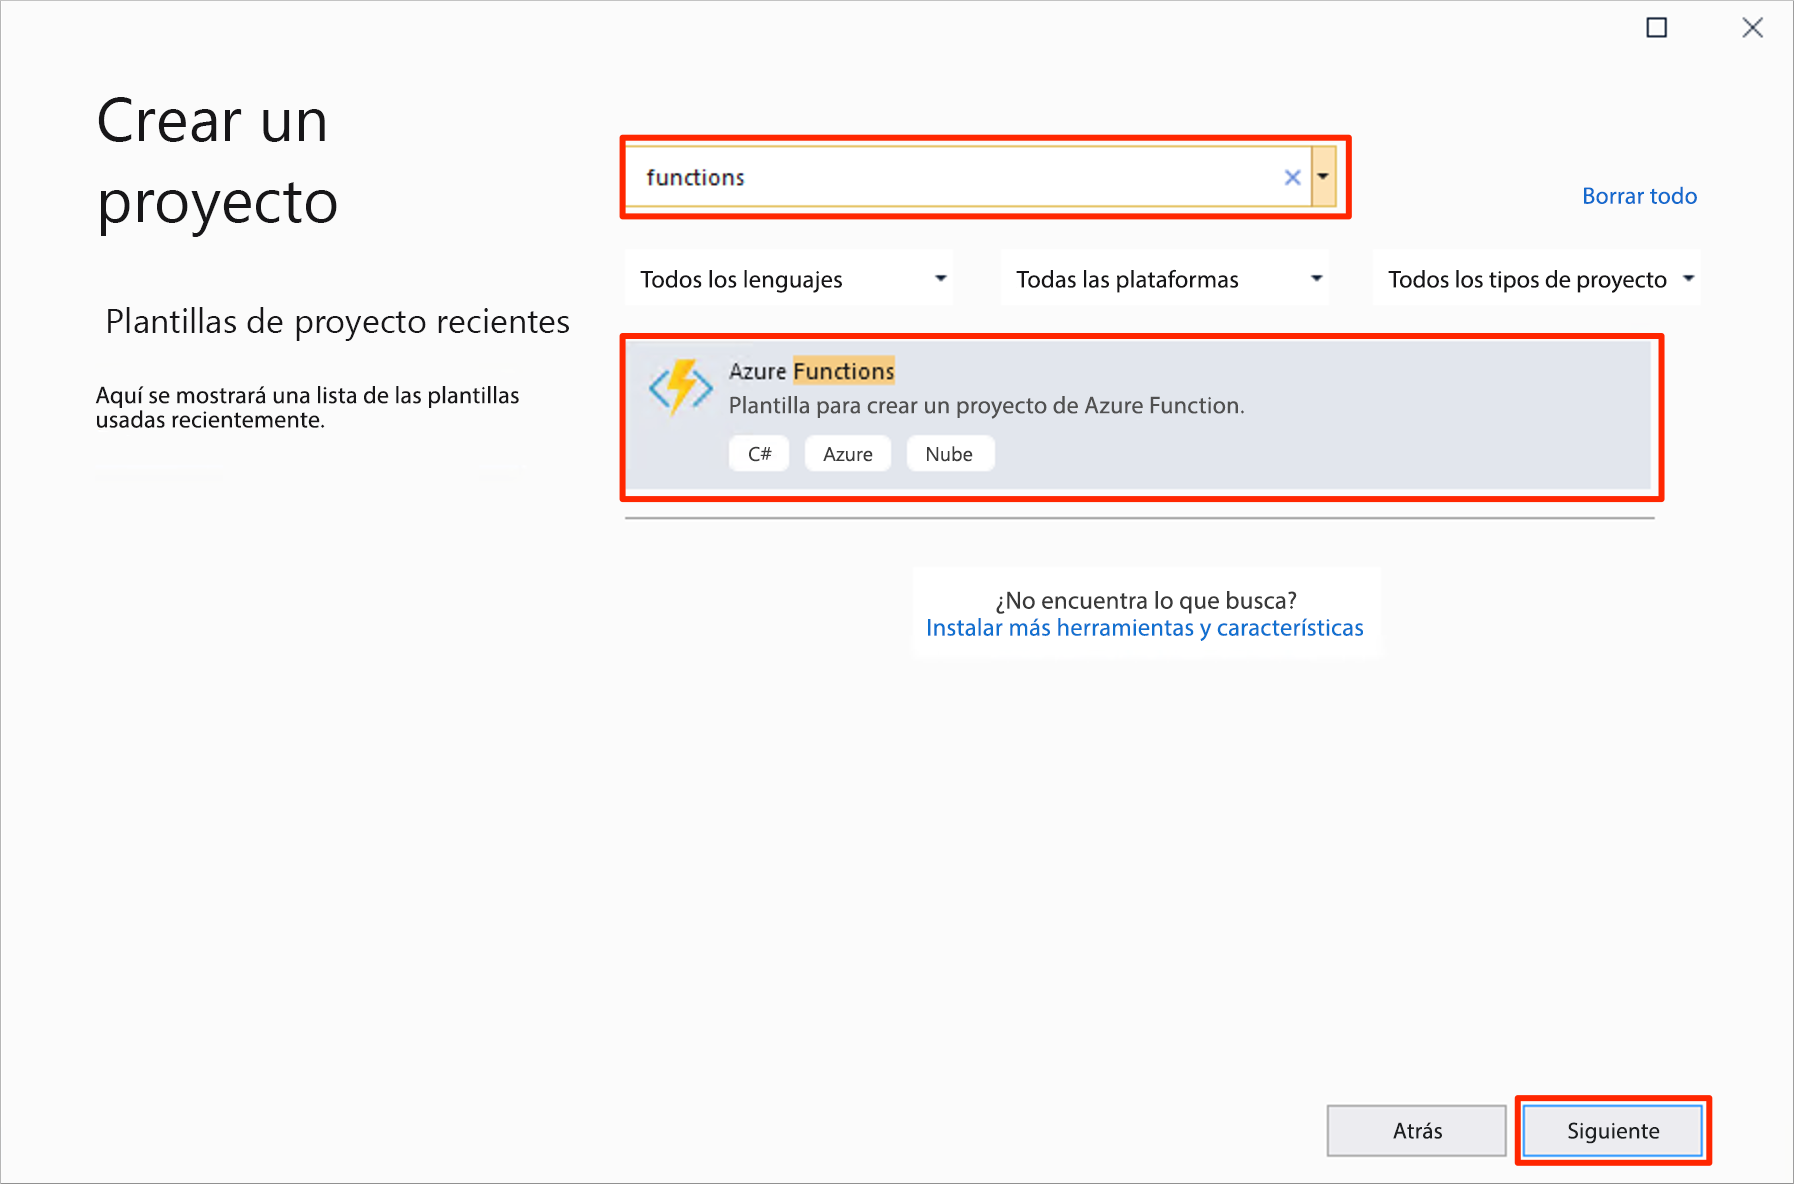 Crear un
proyecto
Plantillas de proyecto recientes
Aquí se mostrará una lista de las plantillas
usadas recientemente.
functions
Borrar todo
Todos los lenguajes
Todas las plataformas
Todos los tipos de proyecto
Azure Functions
Plantilla para crear un proyecto de Azure Function.
C#
Azure
Nube
¿No encuentra lo que busca?
Instalar más herramientas y características
Atrás
Siguiente